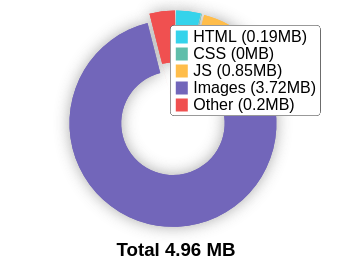 HTML (0.19MB)
CSS (0MB)
JS (0.85MB)
Images (3.72MB)
Other (0.2MB)
Total 4.96 MB